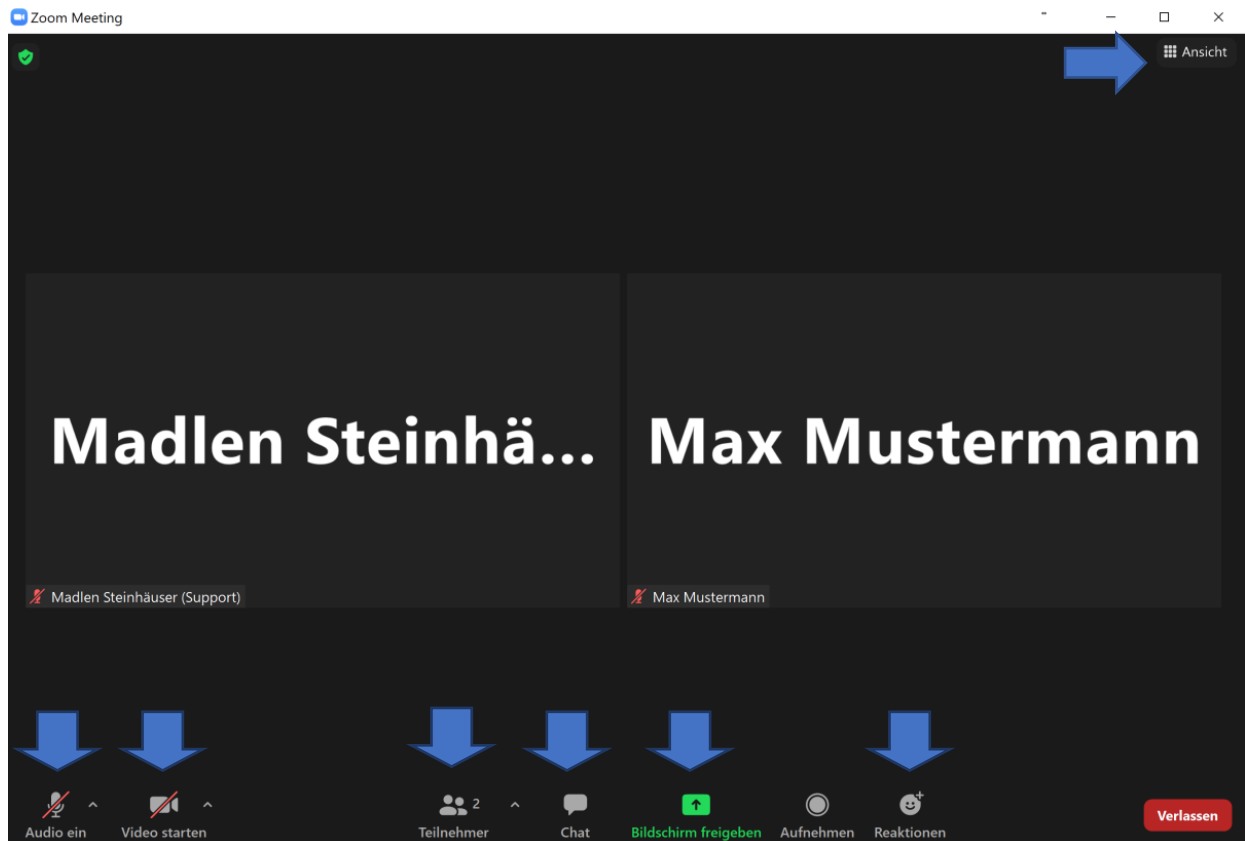 Zoom Meeting
Ansicht
Madlen Steinhä...
Max Mustermann
Madlen Steinhäuser (Support)
Max Mustermann
2
Audio ein
Video starten
Teilnehmer
Chat
Bildschirm freigeben
Aufnehmen
Reaktionen
Verlassen